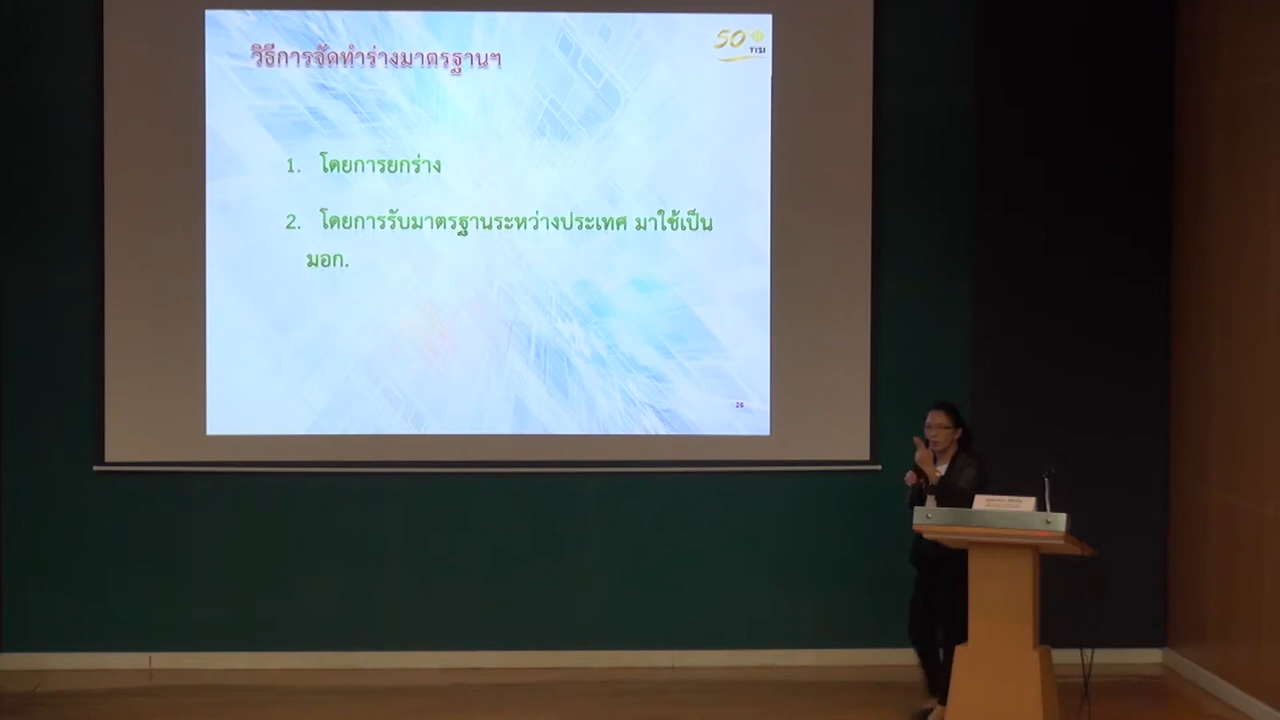 วิธีการจัดทำร่างมาตรฐานฯ
50
TISI
1. โดยการยกร่าง
2. โดยการรับมาตรฐานระหว่างประเทศ มาใช้เป็น
มอก.
26